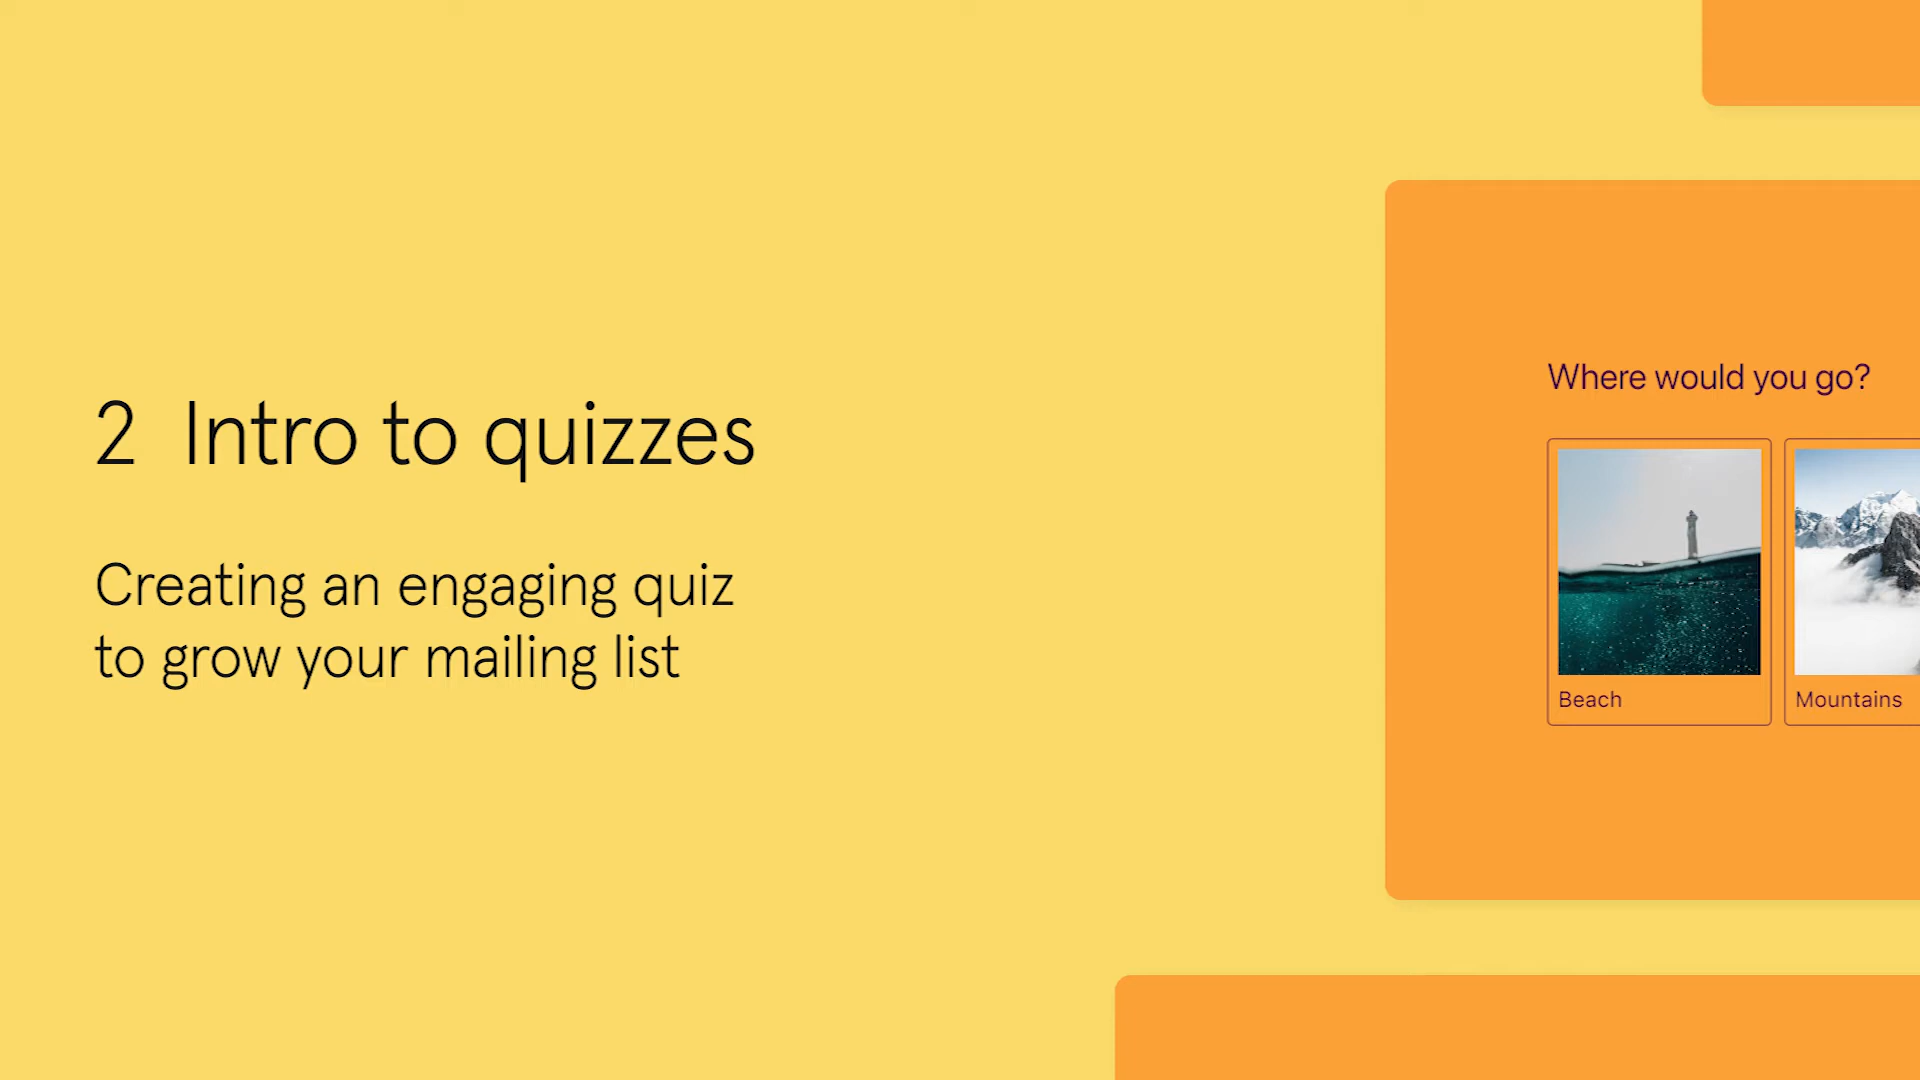 2 Intro to quizzes
Creating an engaging quiz
to grow your mailing list
Where would you go?
Beach
Mountains